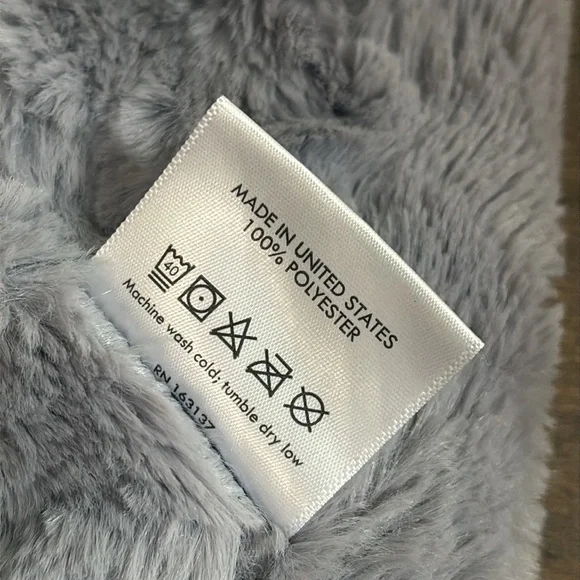 MADE IN UNITED STATES
100% POLYESTER
40
Machine wash cold; tumble dry low
RN 163137